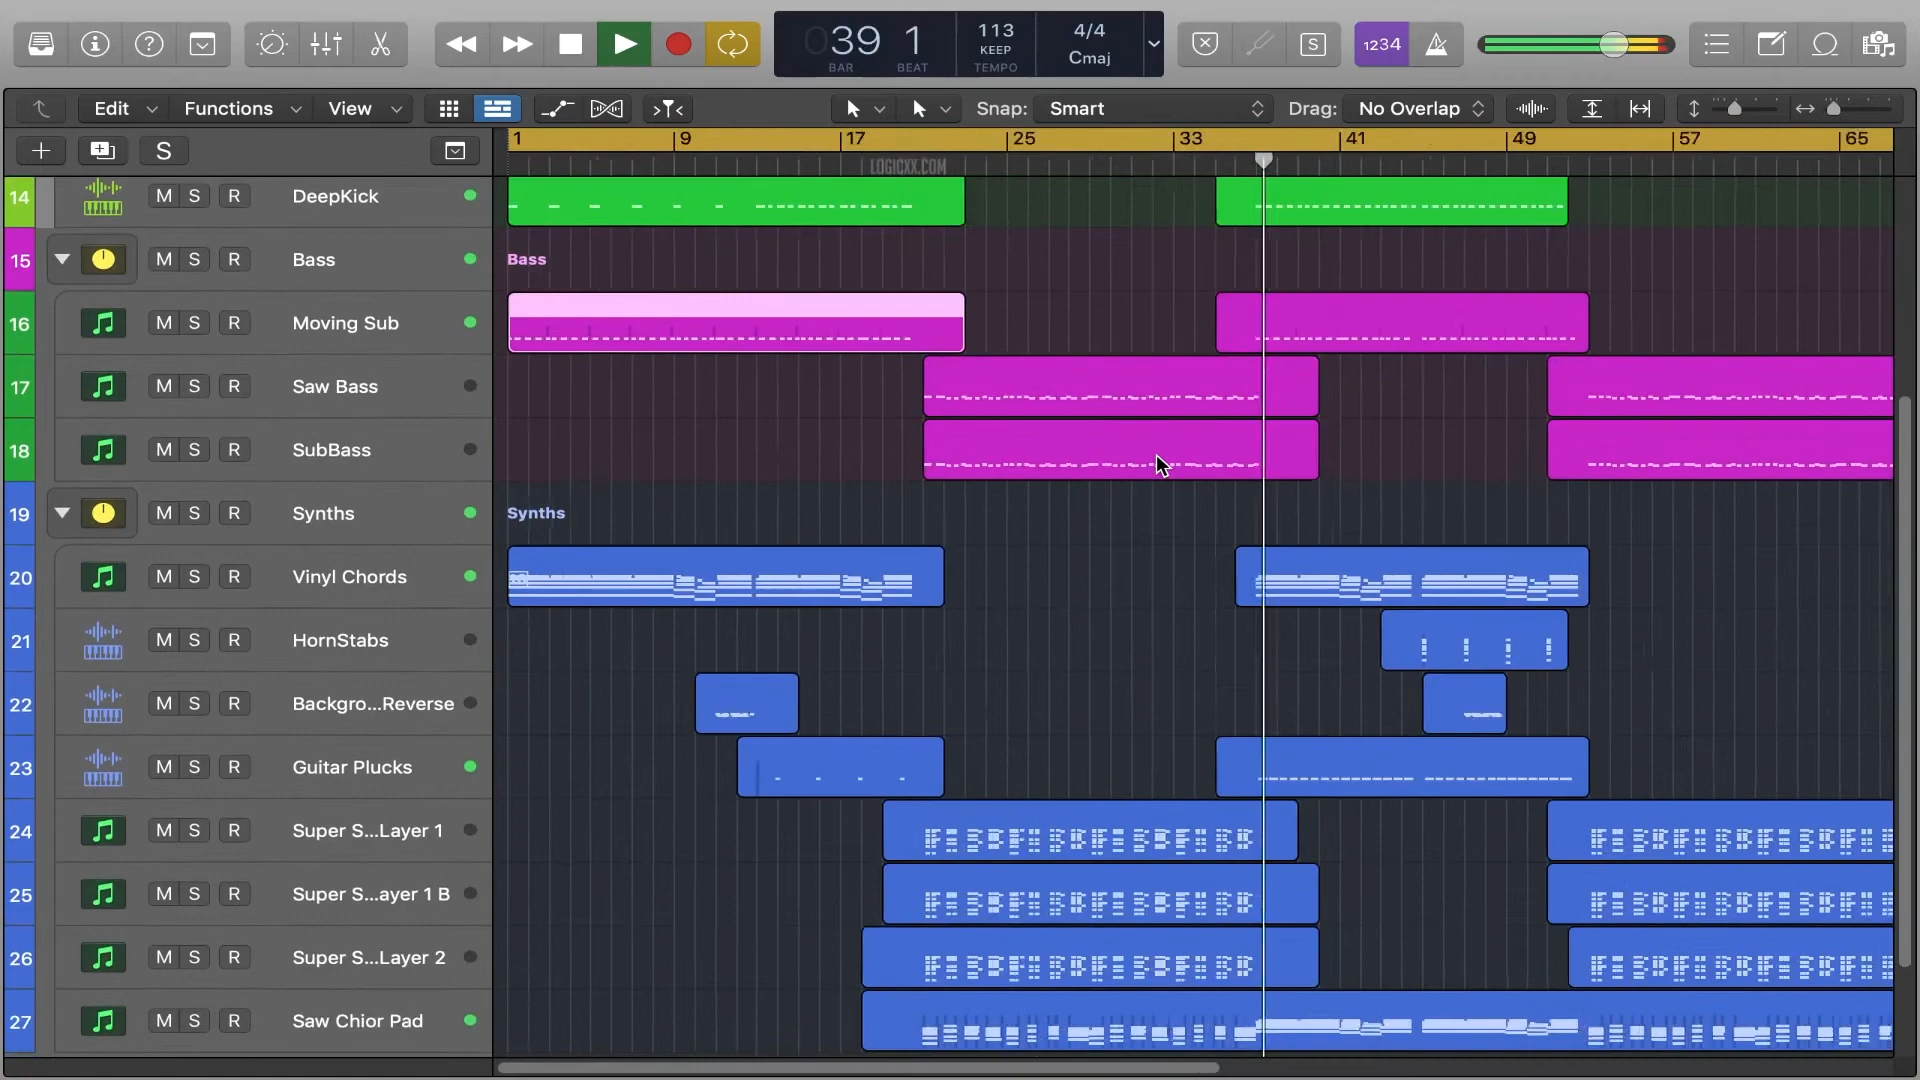 039 1 113 4/4
KEEP Cmaj
BAR BEAT TEMPO
S 1234
Edit Functions View Snap: Smart Drag: No Overlap
S 1 9 17 25 33 41 49 57 65
LOGICXX.COM
14 M S R DeepKick
15 M S R Bass Bass
16 M S R Moving Sub
17 M S R Saw Bass
18 M S R SubBass
19 M S R Synths Synths
20 M S R Vinyl Chords
21 M S R HornStabs
22 M S R Backgro...Reverse
23 M S R Guitar Plucks
24 M S R Super S...Layer 1
25 M S R Super S...ayer 1 B
26 M S R Super S...Layer 2
27 M S R Saw Chior Pad